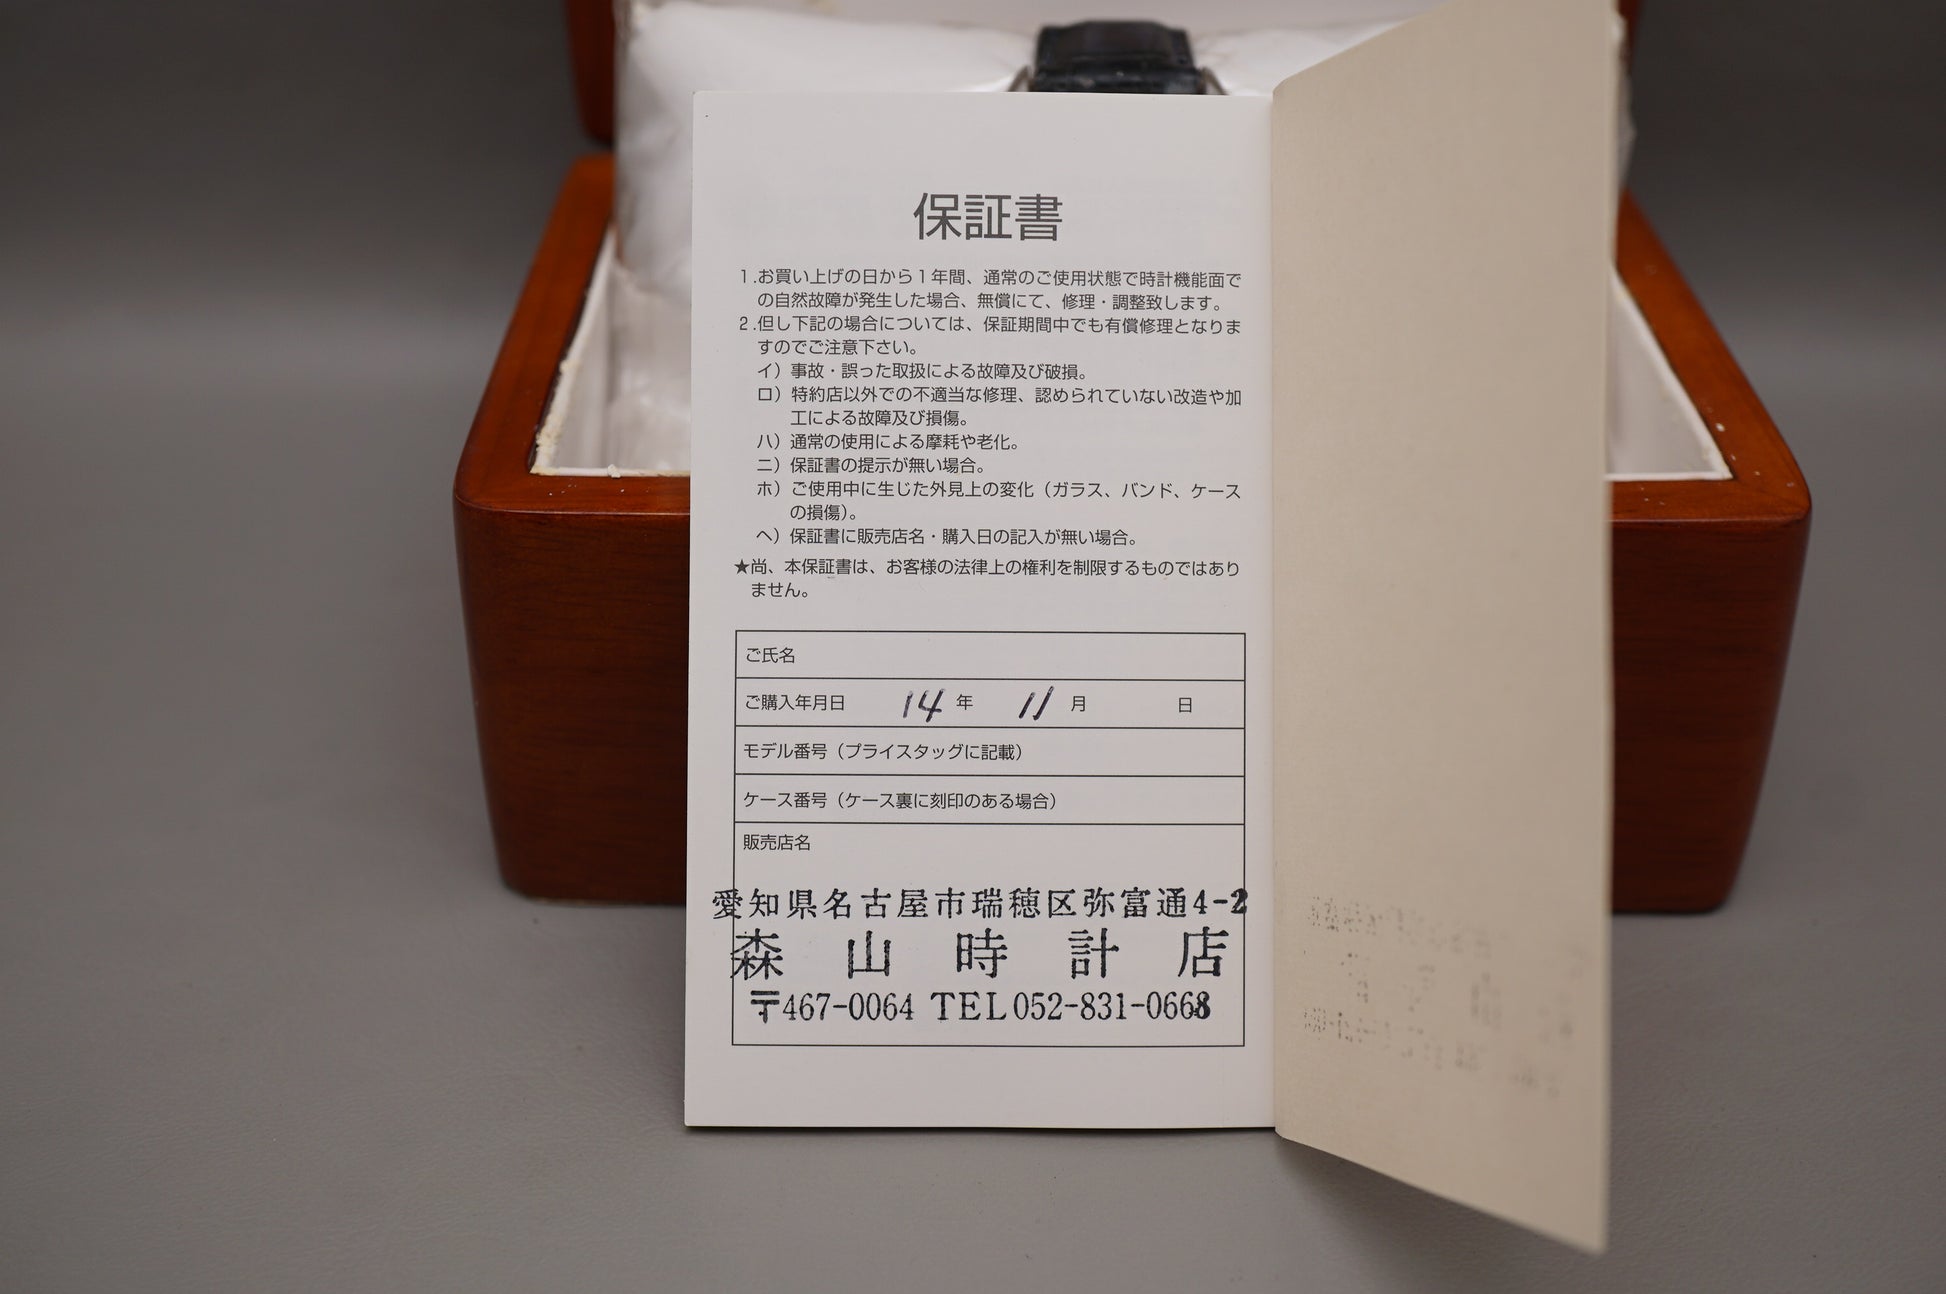 保証書
1.お買い上げの日から1年間、通常のご使用状態で時計機能面で
の自然故障が発生した場合、無償にて、修理・調整致します。
2.但し下記の場合については、保証期間中でも有償修理となりま
すのでご注意下さい。
イ）事故・誤った取扱による故障及び破損。
ロ）特約店以外での不適当な修理、認められていない改造や加
工による故障及び損傷。
ハ）通常の使用による摩耗や老化。
ニ）保証書の提示が無い場合。
ホ）ご使用中に生じた外見上の変化（ガラス、バンド、ケース
の損傷）。
ヘ）保証書に販売店名・購入日の記入が無い場合。
★尚、本保証書は、お客様の法律上の権利を制限するものではあり
ません。
ご氏名
ご購入年月日 14年 11月 日
モデル番号（プライスタッグに記載）
ケース番号（ケース裏に刻印のある場合）
販売店名
愛知県名古屋市瑞穂区弥富通4-2
森山時計店
〒467-0064 TEL052-831-0668